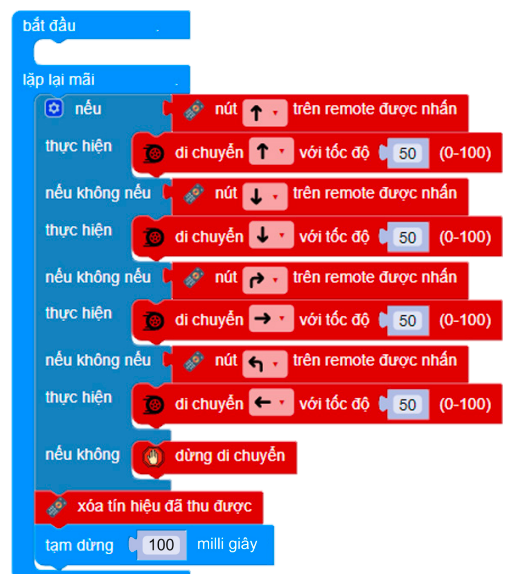 bắt đầu
lặp lại mãi
nếu nút ↑ trên remote được nhấn
thực hiện di chuyển ↑ với tốc độ 50 (0-100)
nếu không nếu nút ↓ trên remote được nhấn
thực hiện di chuyển ↓ với tốc độ 50 (0-100)
nếu không nếu nút ↱ trên remote được nhấn
thực hiện di chuyển → với tốc độ 50 (0-100)
nếu không nếu nút ↰ trên remote được nhấn
thực hiện di chuyển ← với tốc độ 50 (0-100)
nếu không dừng di chuyển
xóa tín hiệu đã thu được
tạm dừng 100 milli giây